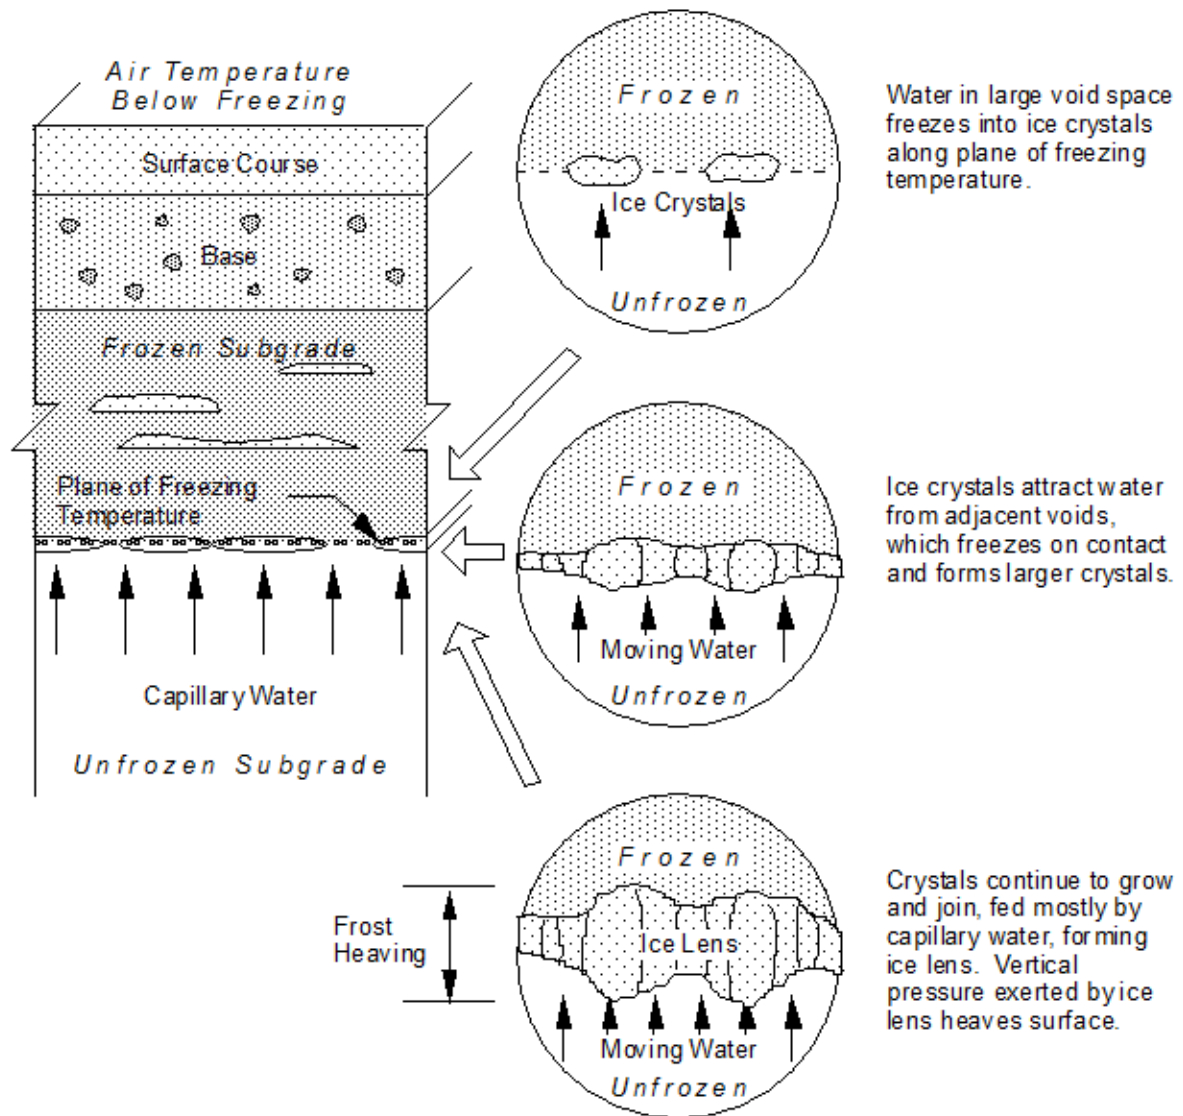 Air Temperature
Below Freezing
Surface Course
Base
Frozen Subgrade
Plane of Freezing
Temperature
Capillary Water
Unfrozen Subgrade
Frozen
Ice Crystals
Unfrozen
Water in large void space
freezes into ice crystals
along plane of freezing
temperature.
Frozen
Moving Water
Unfrozen
Ice crystals attract water
from adjacent voids,
which freezes on contact
and forms larger crystals.
Frost
Heaving
Frozen
Ice Lens
Moving Water
Unfrozen
Crystals continue to grow
and join, fed mostly by
capillary water, forming
ice lens. Vertical
pressure exerted by ice
lens heaves surface.